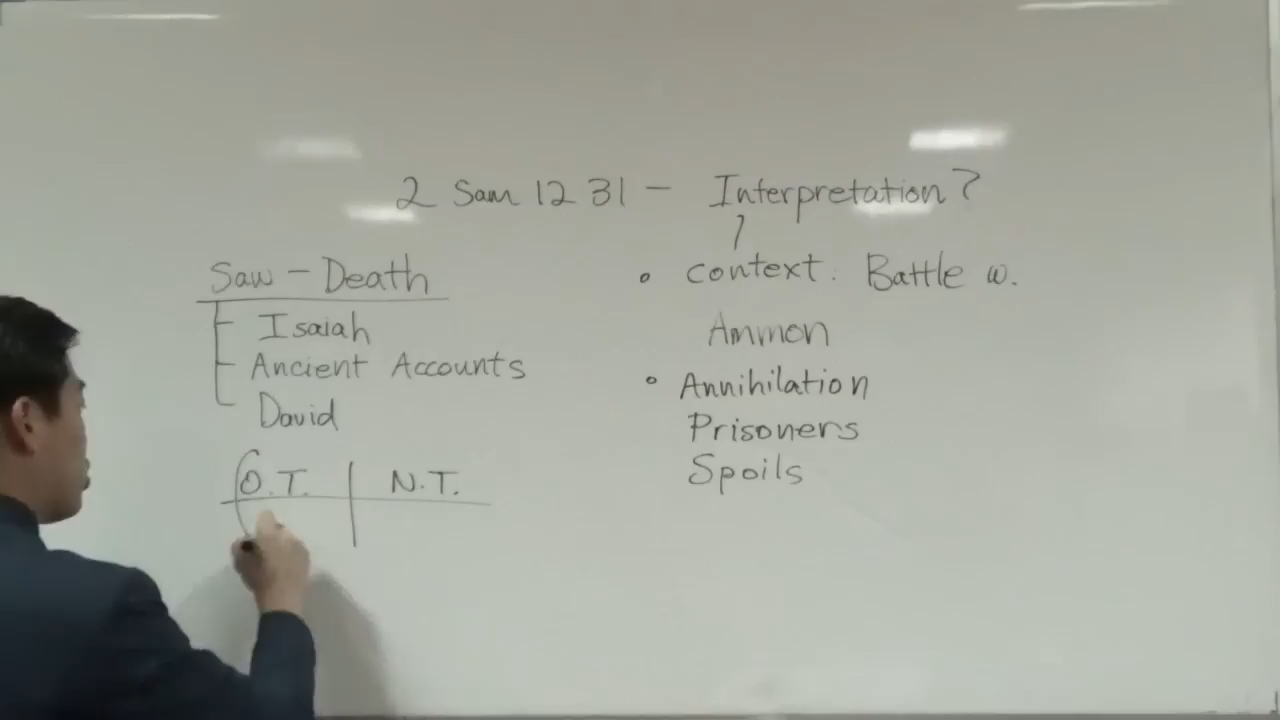 2 Sam 12 31 - Interpretation?
Saw - Death
Isaiah
Ancient Accounts
David
O.T. N.T.
• context. Battle w.
Ammon
• Annihilation
Prisoners
Spoils